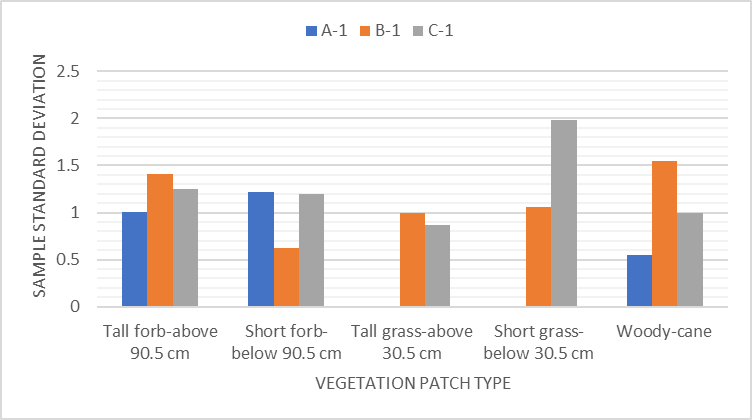 A-1 B-1 C-1
SAMPLE STANDARD DEVIATION
2.5
2
1.5
1
0.5
0
Tall forb-above
90.5 cm
Short forb-
below 90.5 cm
Tall grass-above
30.5 cm
Short grass-
below 30.5 cm
Woody-cane
VEGETATION PATCH TYPE